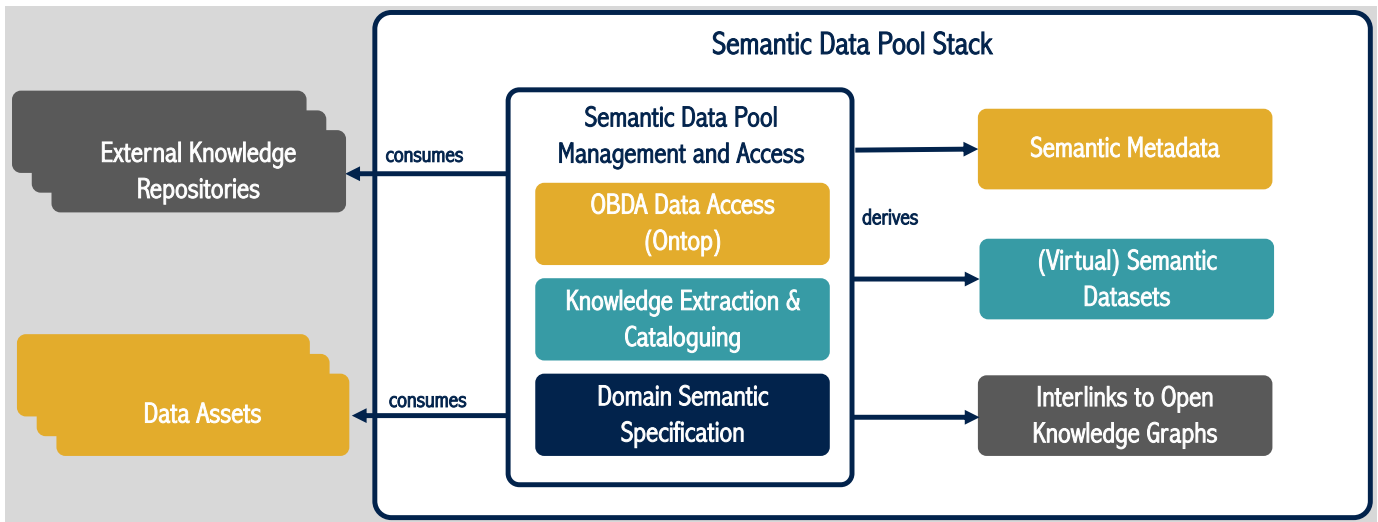 Semantic Data Pool Stack
External Knowledge
Repositories
consumes
Data Assets
consumes
Semantic Data Pool
Management and Access
OBDA Data Access
(Ontop)
Knowledge Extraction &
Cataloguing
Domain Semantic
Specification
derives
Semantic Metadata
(Virtual) Semantic
Datasets
Interlinks to Open
Knowledge Graphs